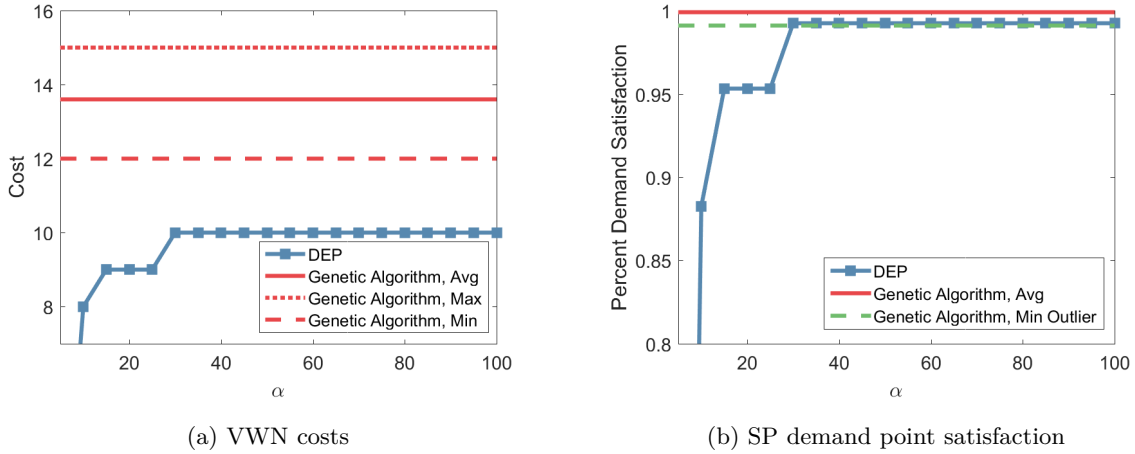 16
14
12
10
8
Cost
20 40 60 80 100
α
DEP
Genetic Algorithm, Avg
Genetic Algorithm, Max
Genetic Algorithm, Min
(a) VWN costs
1
0.95
0.9
0.85
0.8
Percent Demand Satisfaction
20 40 60 80 100
α
DEP
Genetic Algorithm, Avg
Genetic Algorithm, Min Outlier
(b) SP demand point satisfaction